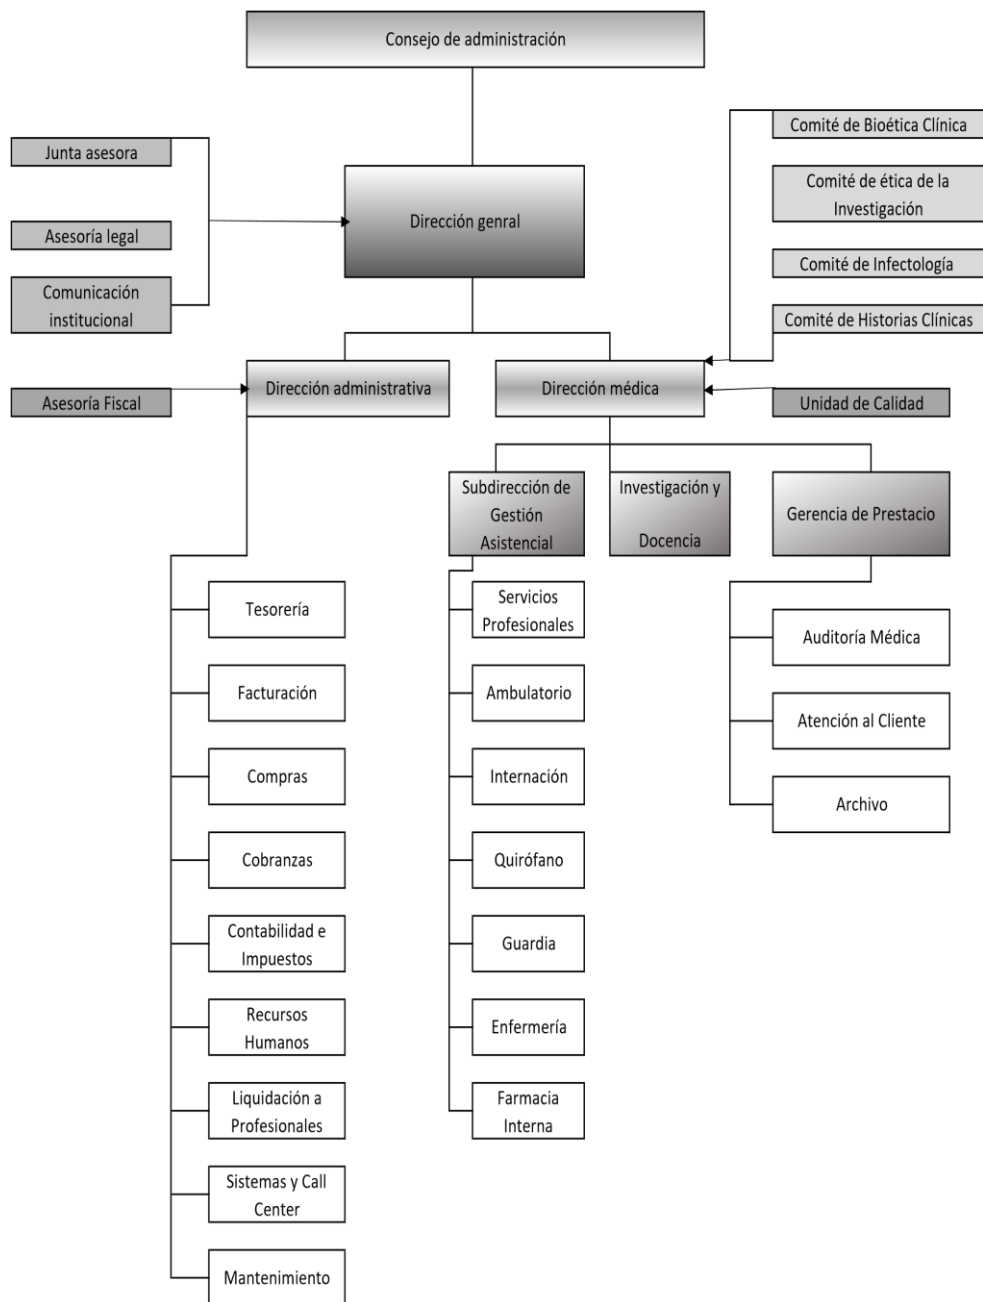 Consejo de administración
Junta asesora
Asesoría legal
Comunicación
institucional
Dirección genral
Comité de Bioética Clínica
Comité de ética de la
Investigación
Comité de Infectología
Comité de Historias Clínicas
Asesoría Fiscal
Dirección administrativa
Dirección médica
Unidad de Calidad
Subdirección de
Gestión
Asistencial
Investigación y
Docencia
Gerencia de Prestacio
Tesorería
Facturación
Compras
Cobranzas
Contabilidad e
Impuestos
Recursos
Humanos
Liquidación a
Profesionales
Sistemas y Call
Center
Mantenimiento
Servicios
Profesionales
Ambulatorio
Internación
Quirófano
Guardia
Enfermería
Farmacia
Interna
Auditoría Médica
Atención al Cliente
Archivo